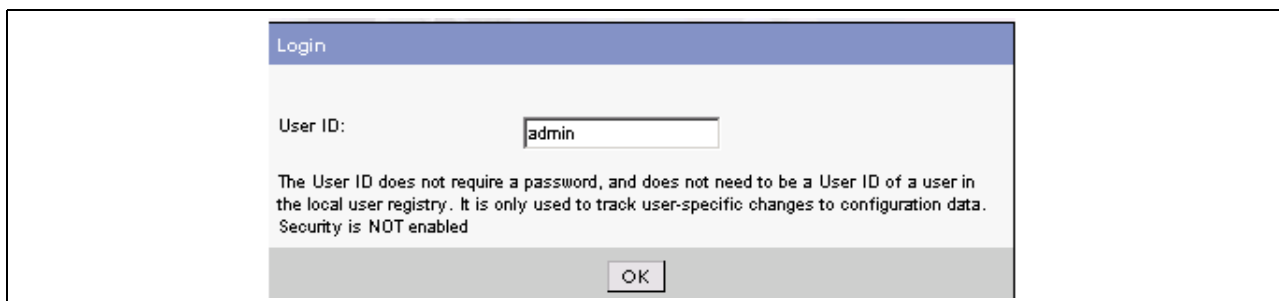 Login
User ID:
admin
The User ID does not require a password, and does not need to be a User ID of a user in
the local user registry. It is only used to track user-specific changes to configuration data.
Security is NOT enabled
OK